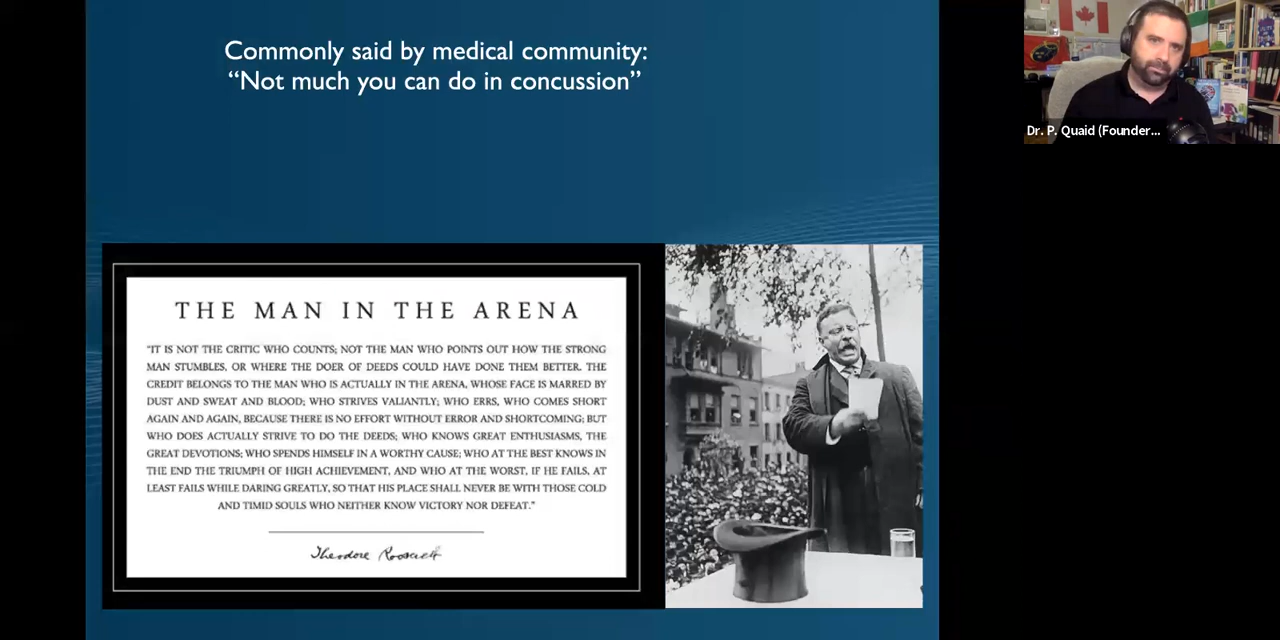 Commonly said by medical community:
“Not much you can do in concussion”
Dr. P. Quaid (Founder...
THE MAN IN THE ARENA
“IT IS NOT THE CRITIC WHO COUNTS; NOT THE MAN WHO POINTS OUT HOW THE STRONG
MAN STUMBLES, OR WHERE THE DOER OF DEEDS COULD HAVE DONE THEM BETTER. THE
CREDIT BELONGS TO THE MAN WHO IS ACTUALLY IN THE ARENA, WHOSE FACE IS MARRED BY
DUST AND SWEAT AND BLOOD; WHO STRIVES VALIANTLY; WHO ERRS, WHO COMES SHORT
AGAIN AND AGAIN, BECAUSE THERE IS NO EFFORT WITHOUT ERROR AND SHORTCOMING; BUT
WHO DOES ACTUALLY STRIVE TO DO THE DEEDS; WHO KNOWS GREAT ENTHUSIASMS, THE
GREAT DEVOTIONS; WHO SPENDS HIMSELF IN A WORTHY CAUSE; WHO AT THE BEST KNOWS IN
THE END THE TRIUMPH OF HIGH ACHIEVEMENT, AND WHO AT THE WORST, IF HE FAILS, AT
LEAST FAILS WHILE DARING GREATLY, SO THAT HIS PLACE SHALL NEVER BE WITH THOSE COLD
AND TIMID SOULS WHO NEITHER KNOW VICTORY NOR DEFEAT.”
Theodore Roosevelt